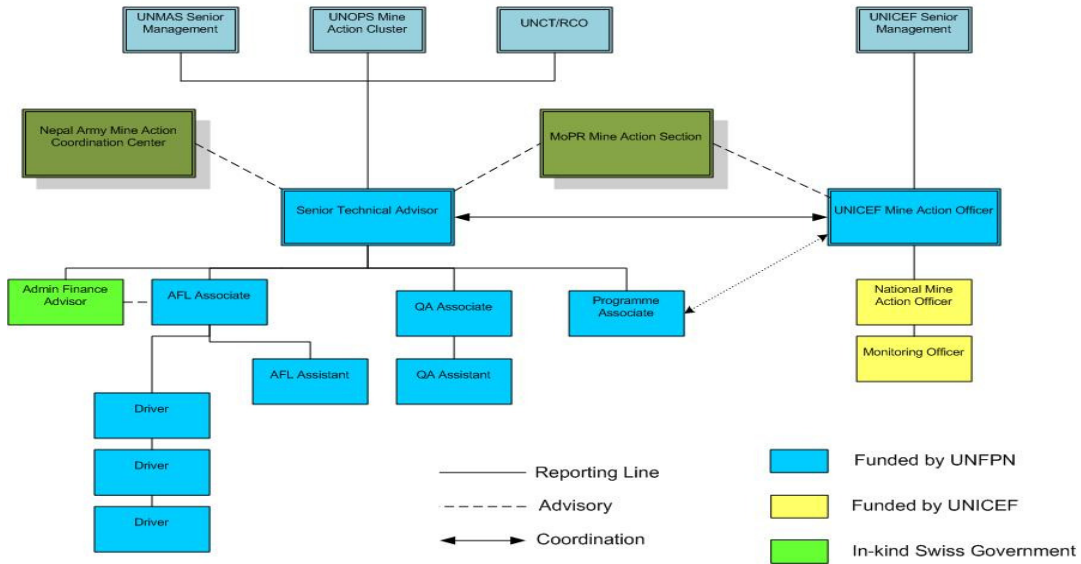 UNMAS Senior
Management
UNOPS Mine
Action Cluster
UNCT/RCO
UNICEF Senior
Management
Nepal Army Mine Action
Coordination Center
MoPR Mine Action Section
Senior Technical Advisor
UNICEF Mine Action Officer
Admin Finance
Advisor
AFL Associate
QA Associate
Programme
Associate
National Mine
Action Officer
Monitoring Officer
AFL Assistant
QA Assistant
Driver
Driver
Driver
Reporting Line
Advisory
Coordination
Funded by UNFPN
Funded by UNICEF
In-kind Swiss Government